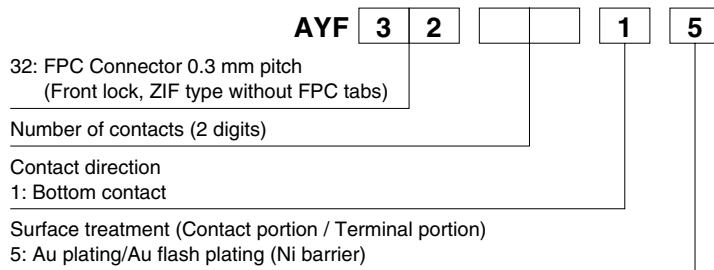 AYF 3 2 1 5
32: FPC Connector 0.3 mm pitch
(Front lock, ZIF type without FPC tabs)
Number of contacts (2 digits)
Contact direction
1: Bottom contact
Surface treatment (Contact portion / Terminal portion)
5: Au plating/Au flash plating (Ni barrier)